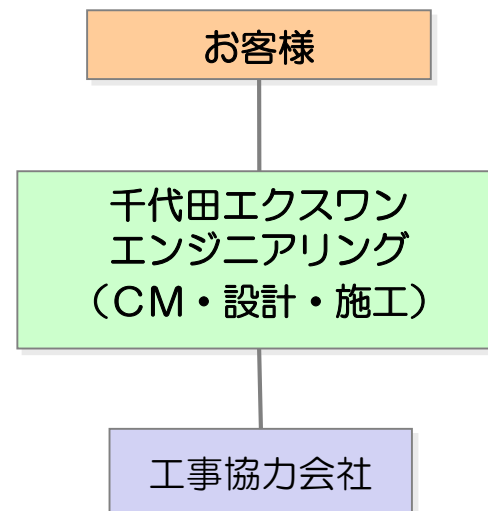 お客様
千代田エクスワン
エンジニアリング
（ＣＭ・設計・施工）
工事協力会社